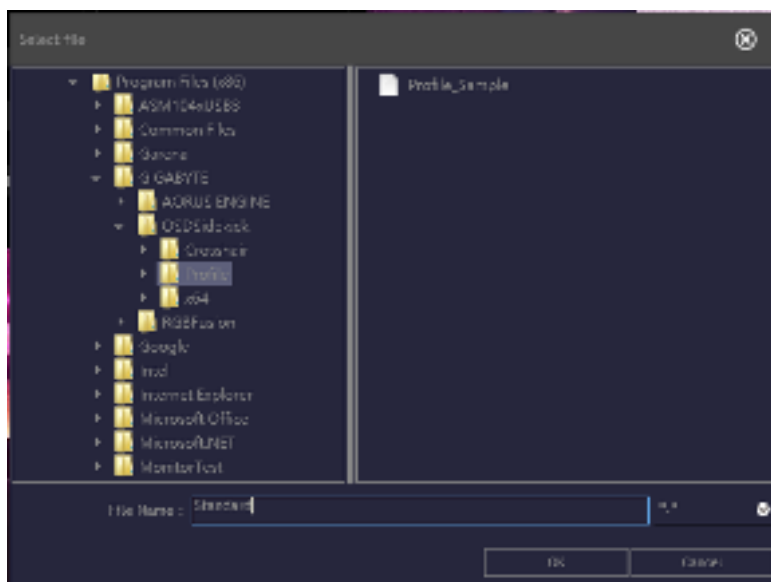 Select file
Program Files (x86)
ASM104xUSB3
Common Files
Garena
GIGABYTE
AORUS ENGINE
OSDSidekick
Crosshair
Profile
x64
RGBFusion
Google
Intel
Internet Explorer
Microsoft Office
Microsoft.NET
MonitorTest
Profile_Sample
File Name : Standard *.*
OK Cancel